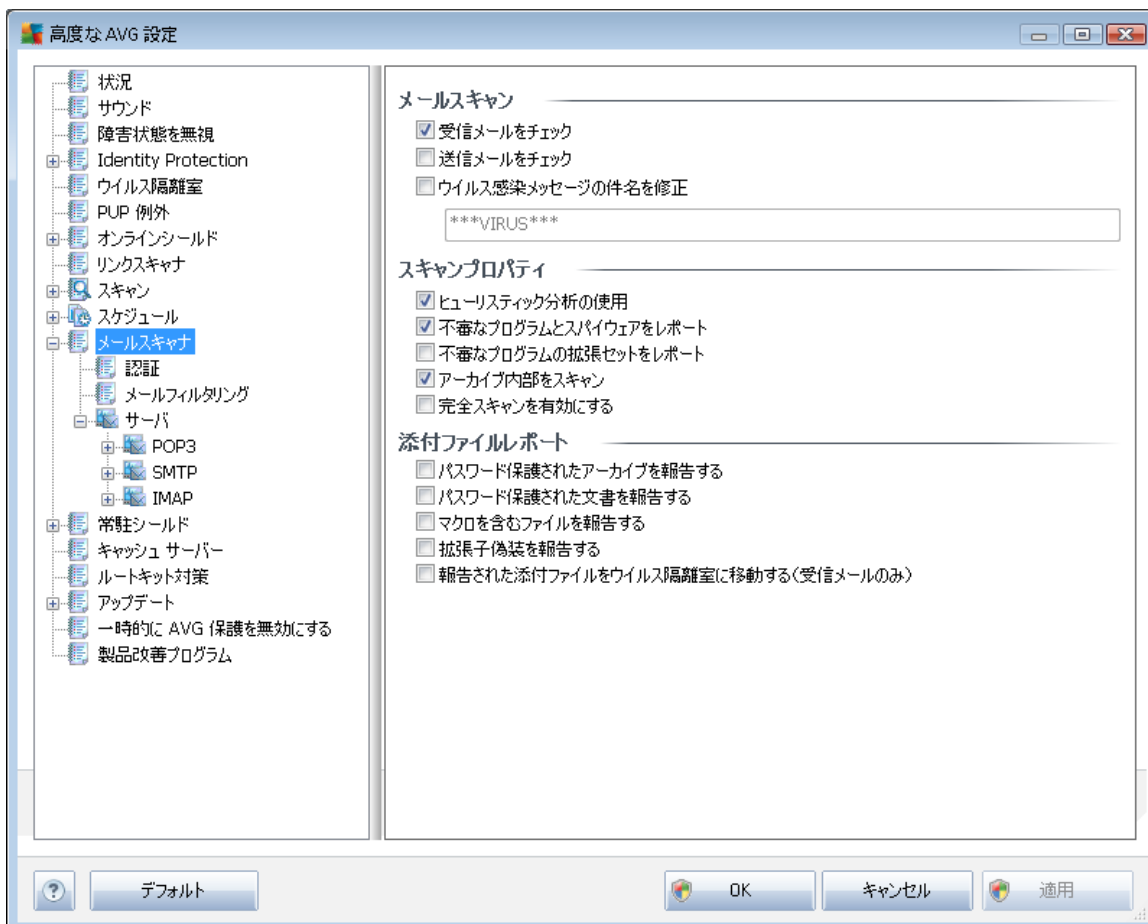 高度な AVG 設定
状況
サウンド
障害状態を無視
Identity Protection
ウイルス隔離室
PUP 例外
オンラインシールド
リンクスキャナ
スキャン
スケジュール
メールスキャナ
認証
メールフィルタリング
サーバ
POP3
SMTP
IMAP
常駐シールド
キャッシュ サーバー
ルートキット対策
アップデート
一時的に AVG 保護を無効にする
製品改善プログラム
メールスキャン
受信メールをチェック
送信メールをチェック
ウイルス感染メッセージの件名を修正
***VIRUS***
スキャンプロパティ
ヒューリスティック分析の使用
不審なプログラムとスパイウェアをレポート
不審なプログラムの拡張セットをレポート
アーカイブ内部をスキャン
完全スキャンを有効にする
添付ファイルレポート
パスワード保護されたアーカイブを報告する
パスワード保護された文書を報告する
マクロを含むファイルを報告する
拡張子偽装を報告する
報告された添付ファイルをウイルス隔離室に移動する(受信メールのみ)
?
デフォルト
OK
キャンセル
適用